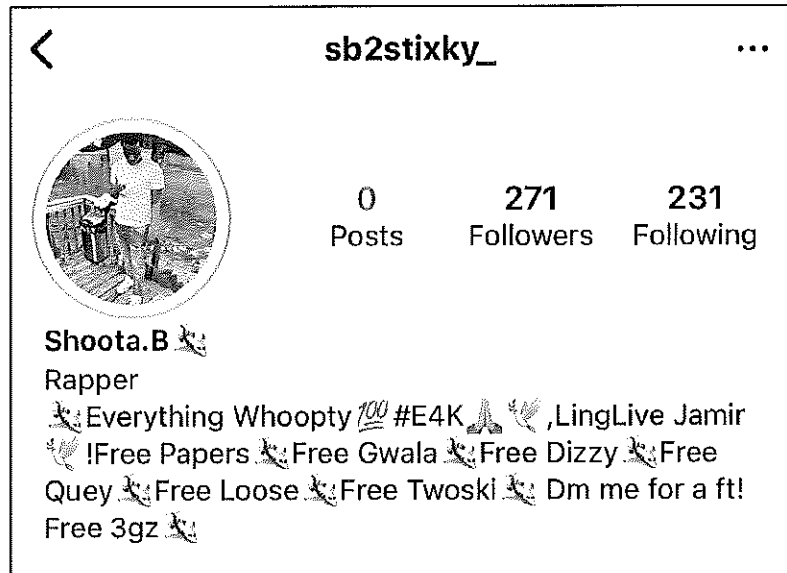 sb2stixky_ ...
0 271 231
Posts Followers Following
Shoota.B
Rapper
Everything Whoopty 💯 #E4K 🙏 🕊 ,LingLive Jamir
🕊 !Free Papers Free Gwala Free Dizzy Free
Quey Free Loose Free Twoski Dm me for a ft!
Free 3gz